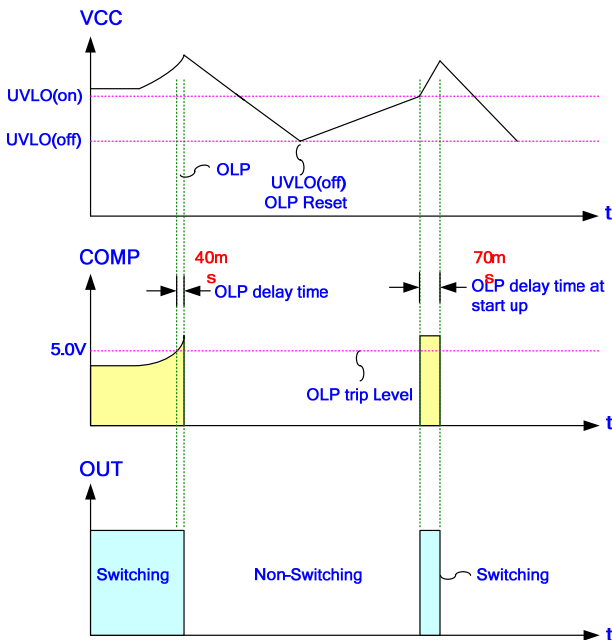 VCC
UVLO(on)
UVLO(off)
OLP
UVLO(off)
OLP Reset
t
COMP
40m
s
OLP delay time
70m
s
OLP delay time at
start up
5.0V
OLP trip Level
t
OUT
Switching
Non-Switching
Switching
t